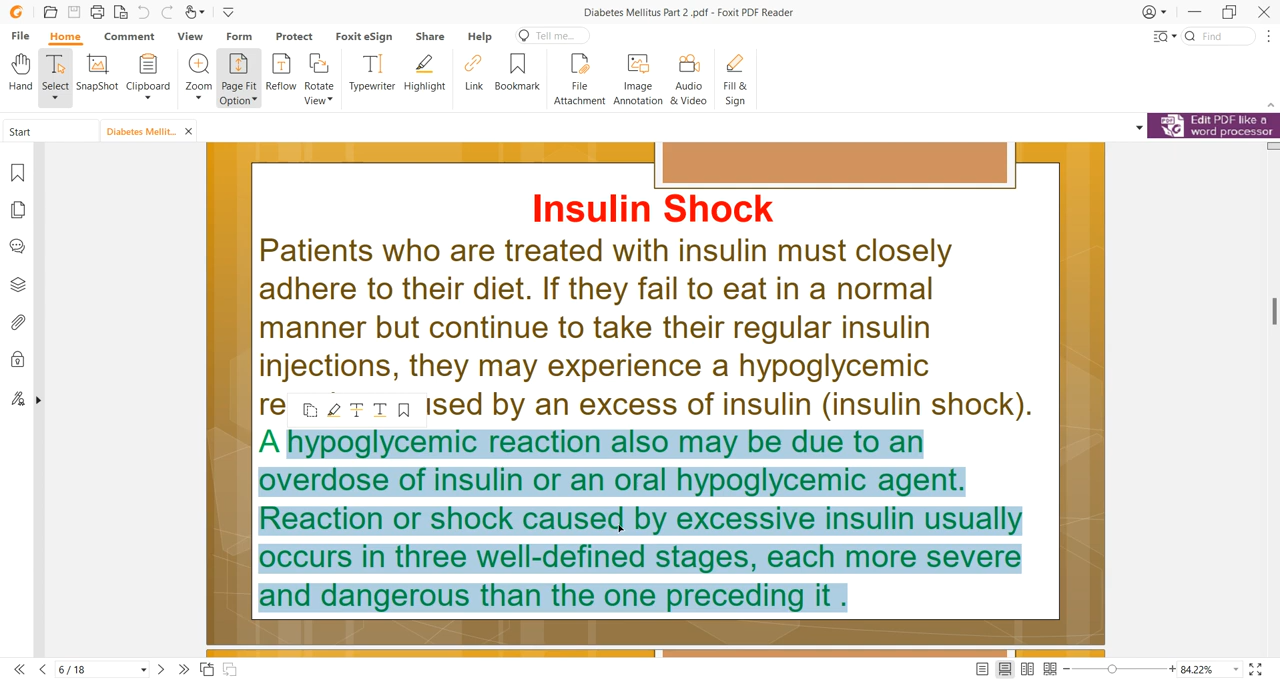 Diabetes Mellitus Part 2 .pdf - Foxit PDF Reader
File Home Comment View Form Protect Foxit eSign Share Help Tell me... Find
Hand Select SnapShot Clipboard Zoom Page Fit Option Reflow Rotate View Typewriter Highlight Link Bookmark File Attachment Image Annotation Audio & Video Fill & Sign
Start Diabetes Mellit...
Edit PDF like a
word processor
Insulin Shock
Patients who are treated with insulin must closely
adhere to their diet. If they fail to eat in a normal
manner but continue to take their regular insulin
injections, they may experience a hypoglycemic
by an excess of insulin (insulin shock).
A hypoglycemic reaction also may be due to an
overdose of insulin or an oral hypoglycemic agent.
Reaction or shock caused by excessive insulin usually
occurs in three well-defined stages, each more severe
and dangerous than the one preceding it .
6 / 18
84.22%